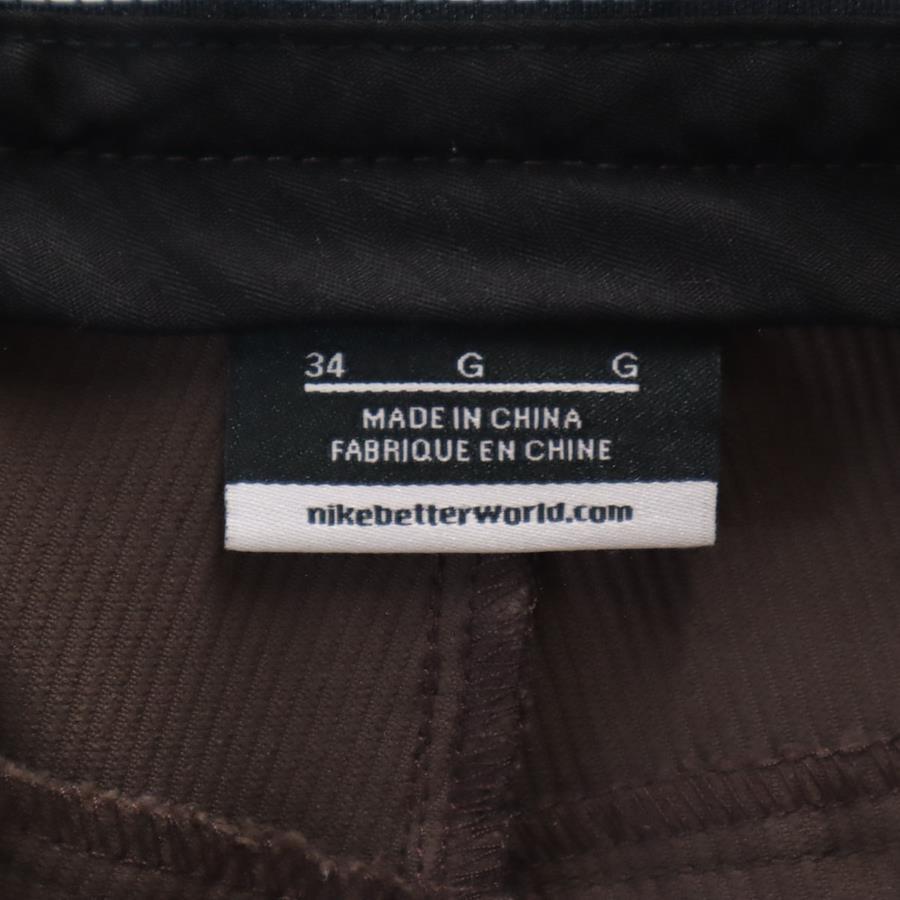 34 G G
MADE IN CHINA
FABRIQUE EN CHINE
nikebetterworld.com